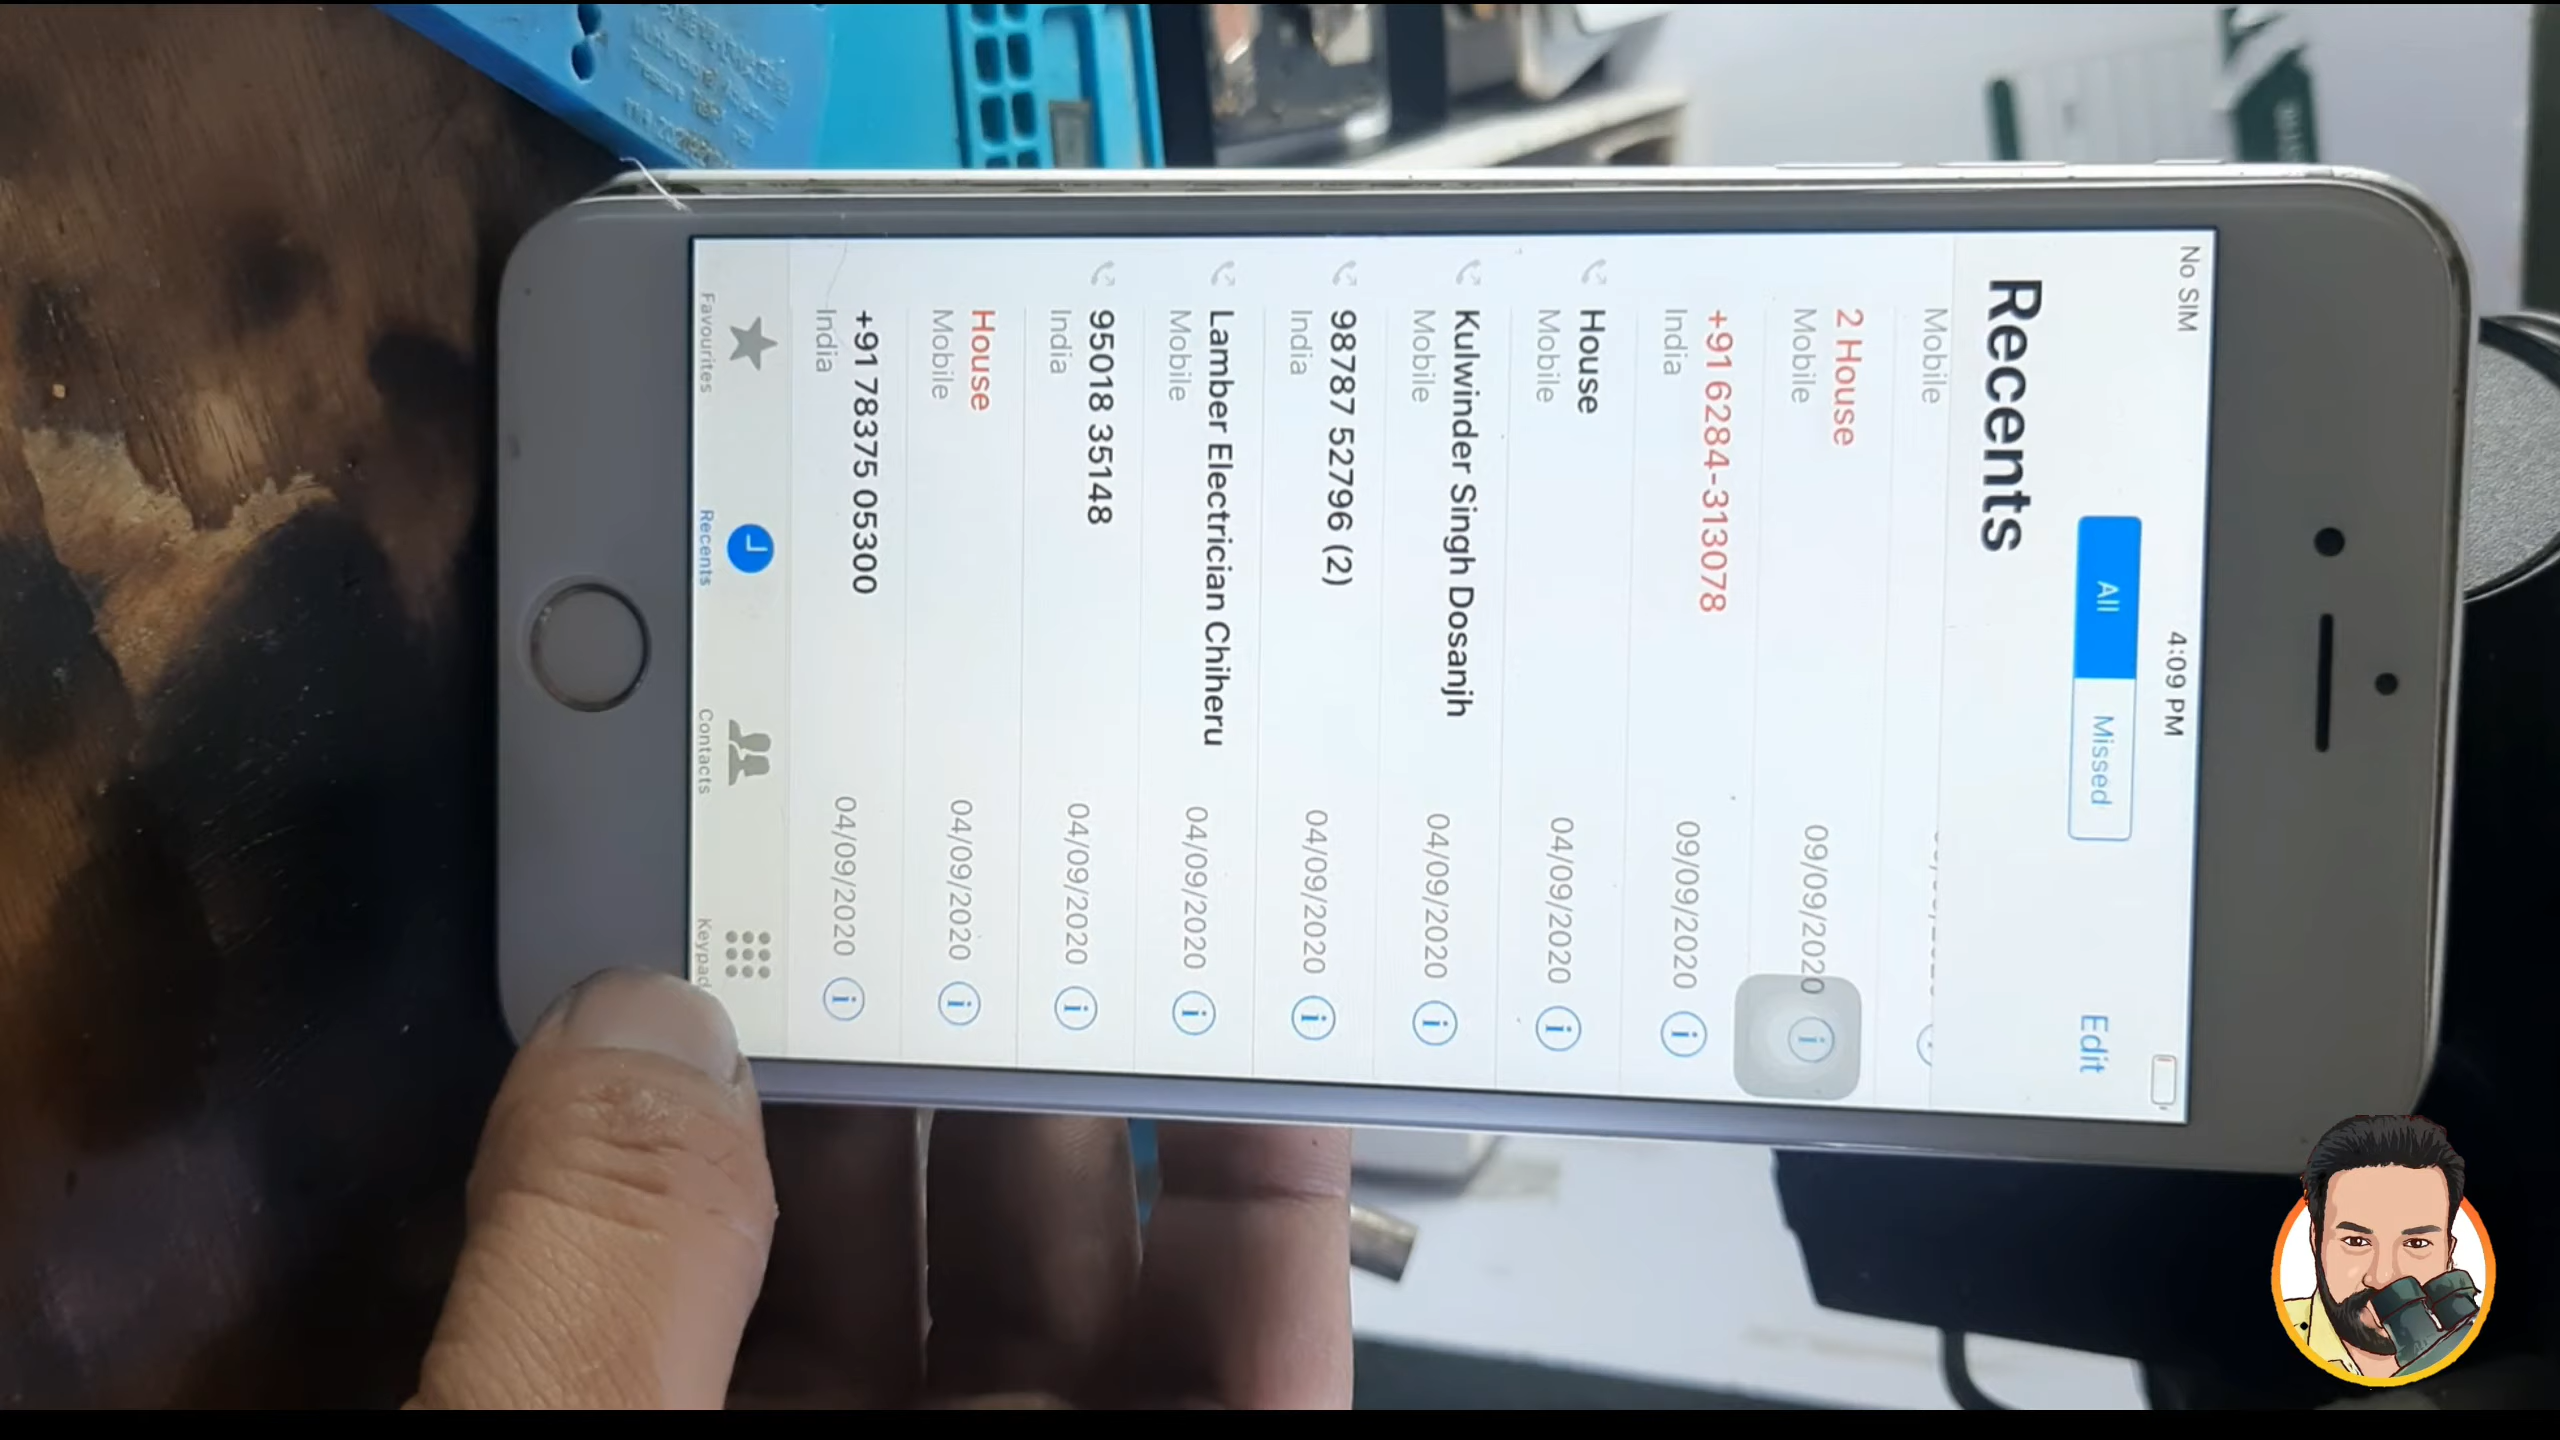 No SIM 4:09 PM
All Missed Edit
Recents
Mobile
2 House 09/09/2020
Mobile
+91 6284-313078 09/09/2020
India
House 04/09/2020
Mobile
Kulwinder Singh Dosanjh 04/09/2020
Mobile
98787 52796 (2) 04/09/2020
India
Lamber Electrician Chiheru 04/09/2020
Mobile
95018 35148 04/09/2020
India
House 04/09/2020
Mobile
+91 78375 05300 04/09/2020
India
Favourites Recents Contacts Keypad